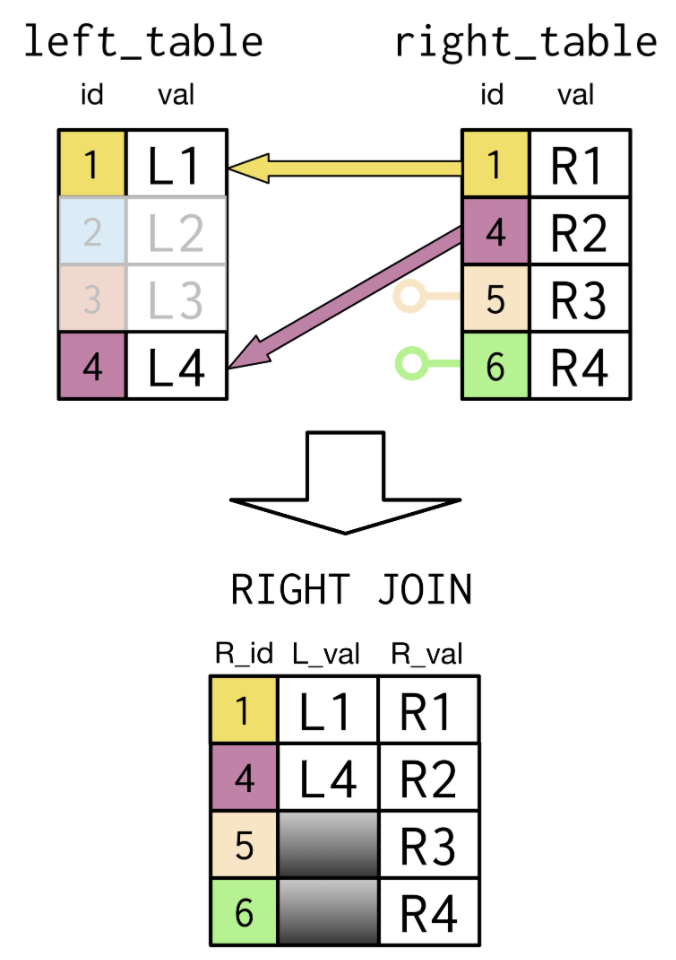 left_table right_table
id val id val
1 L1 1 R1
2 L2 4 R2
3 L3 5 R3
4 L4 6 R4
RIGHT JOIN
R_id L_val R_val
1 L1 R1
4 L4 R2
5 R3
6 R4